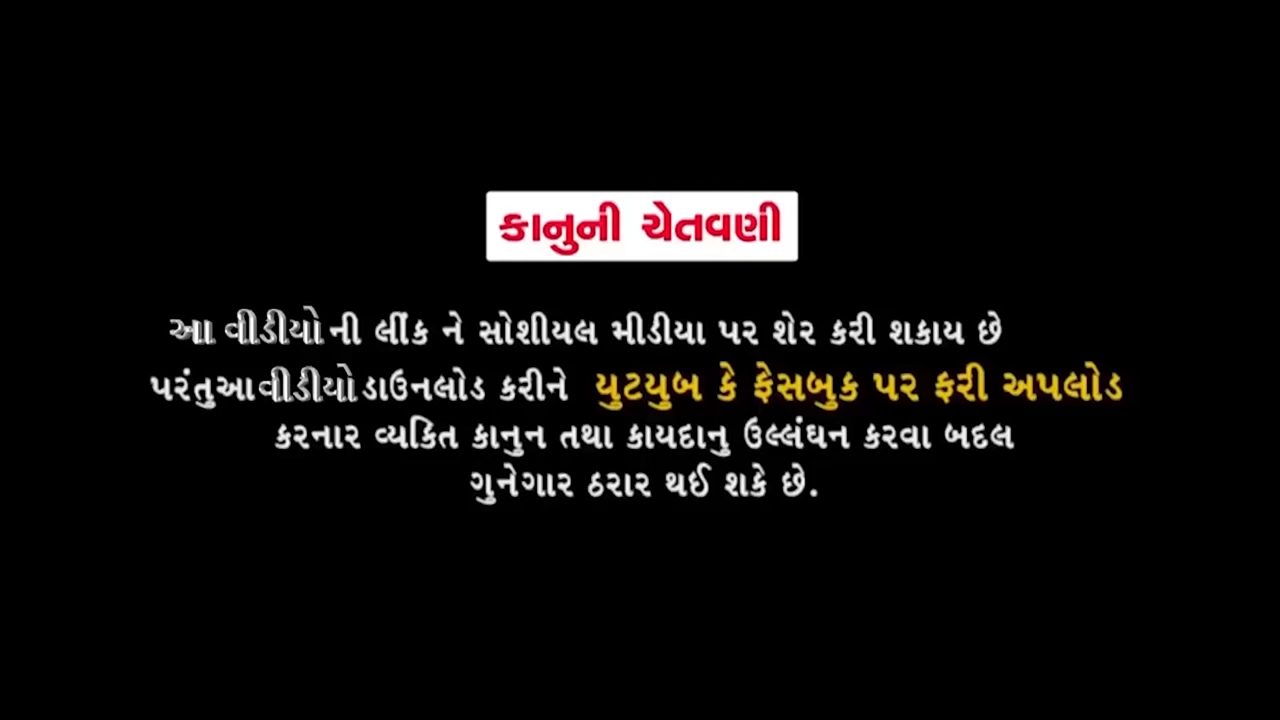 કાનુની ચેતવણી
આ વીડીયો ની લીંક ને સોશીયલ મીડીયા પર શેર કરી શકાય છે
પરંતુઆ વીડીયો ડાઉનલોડ કરીને યુટયુબ કે ફેસબુક પર ફરી અપલોડ
કરનાર વ્યકિત કાનુન તથા કાયદાનુ ઉલ્લંઘન કરવા બદલ
ગુનેગાર ઠરાર થઈ શકે છે.